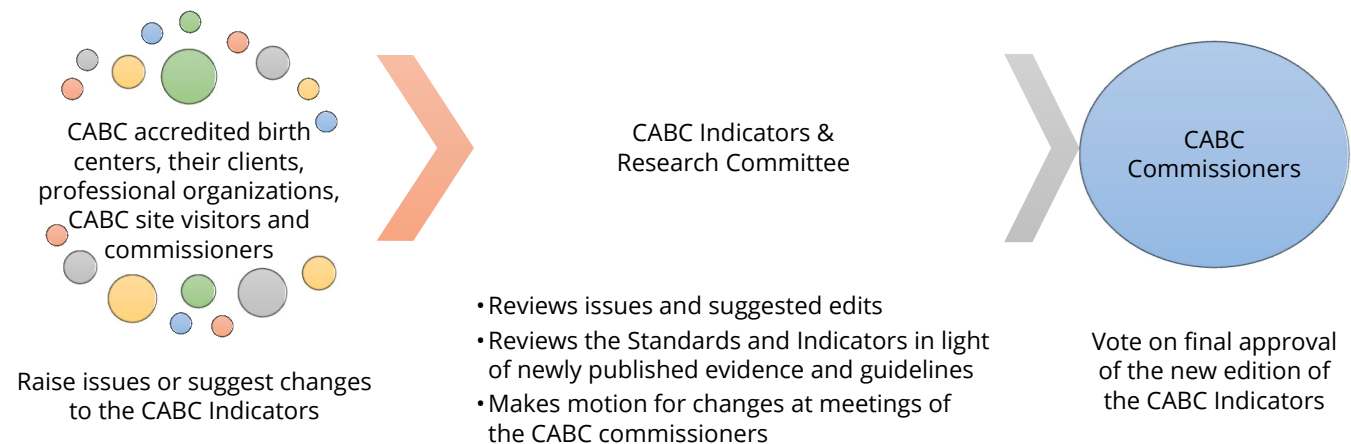 CABC accredited birth
centers, their clients,
professional organizations,
CABC site visitors and
commissioners
Raise issues or suggest changes
to the CABC Indicators
CABC Indicators &
Research Committee
• Reviews issues and suggested edits
• Reviews the Standards and Indicators in light
of newly published evidence and guidelines
• Makes motion for changes at meetings of
the CABC commissioners
CABC
Commissioners
Vote on final approval
of the new edition of
the CABC Indicators